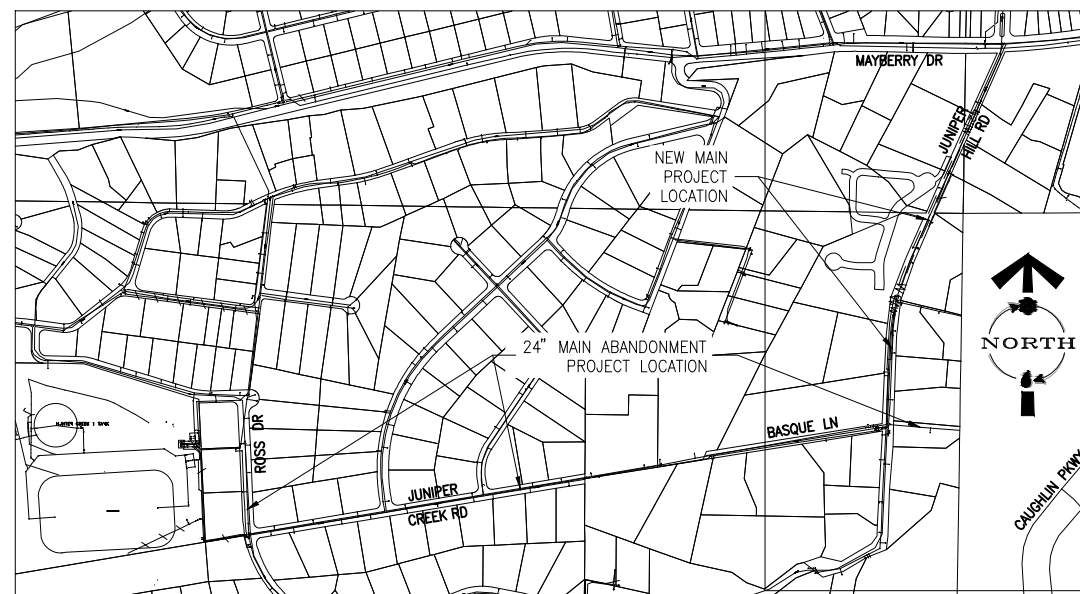 MAYBERRY DR
JUNIPER
HILL RD
NEW MAIN
PROJECT
LOCATION
NORTH
24" MAIN ABANDONMENT
PROJECT LOCATION
BASQUE LN
ROSS DR
JUNIPER
CREEK RD
CAUGHLIN PKWY